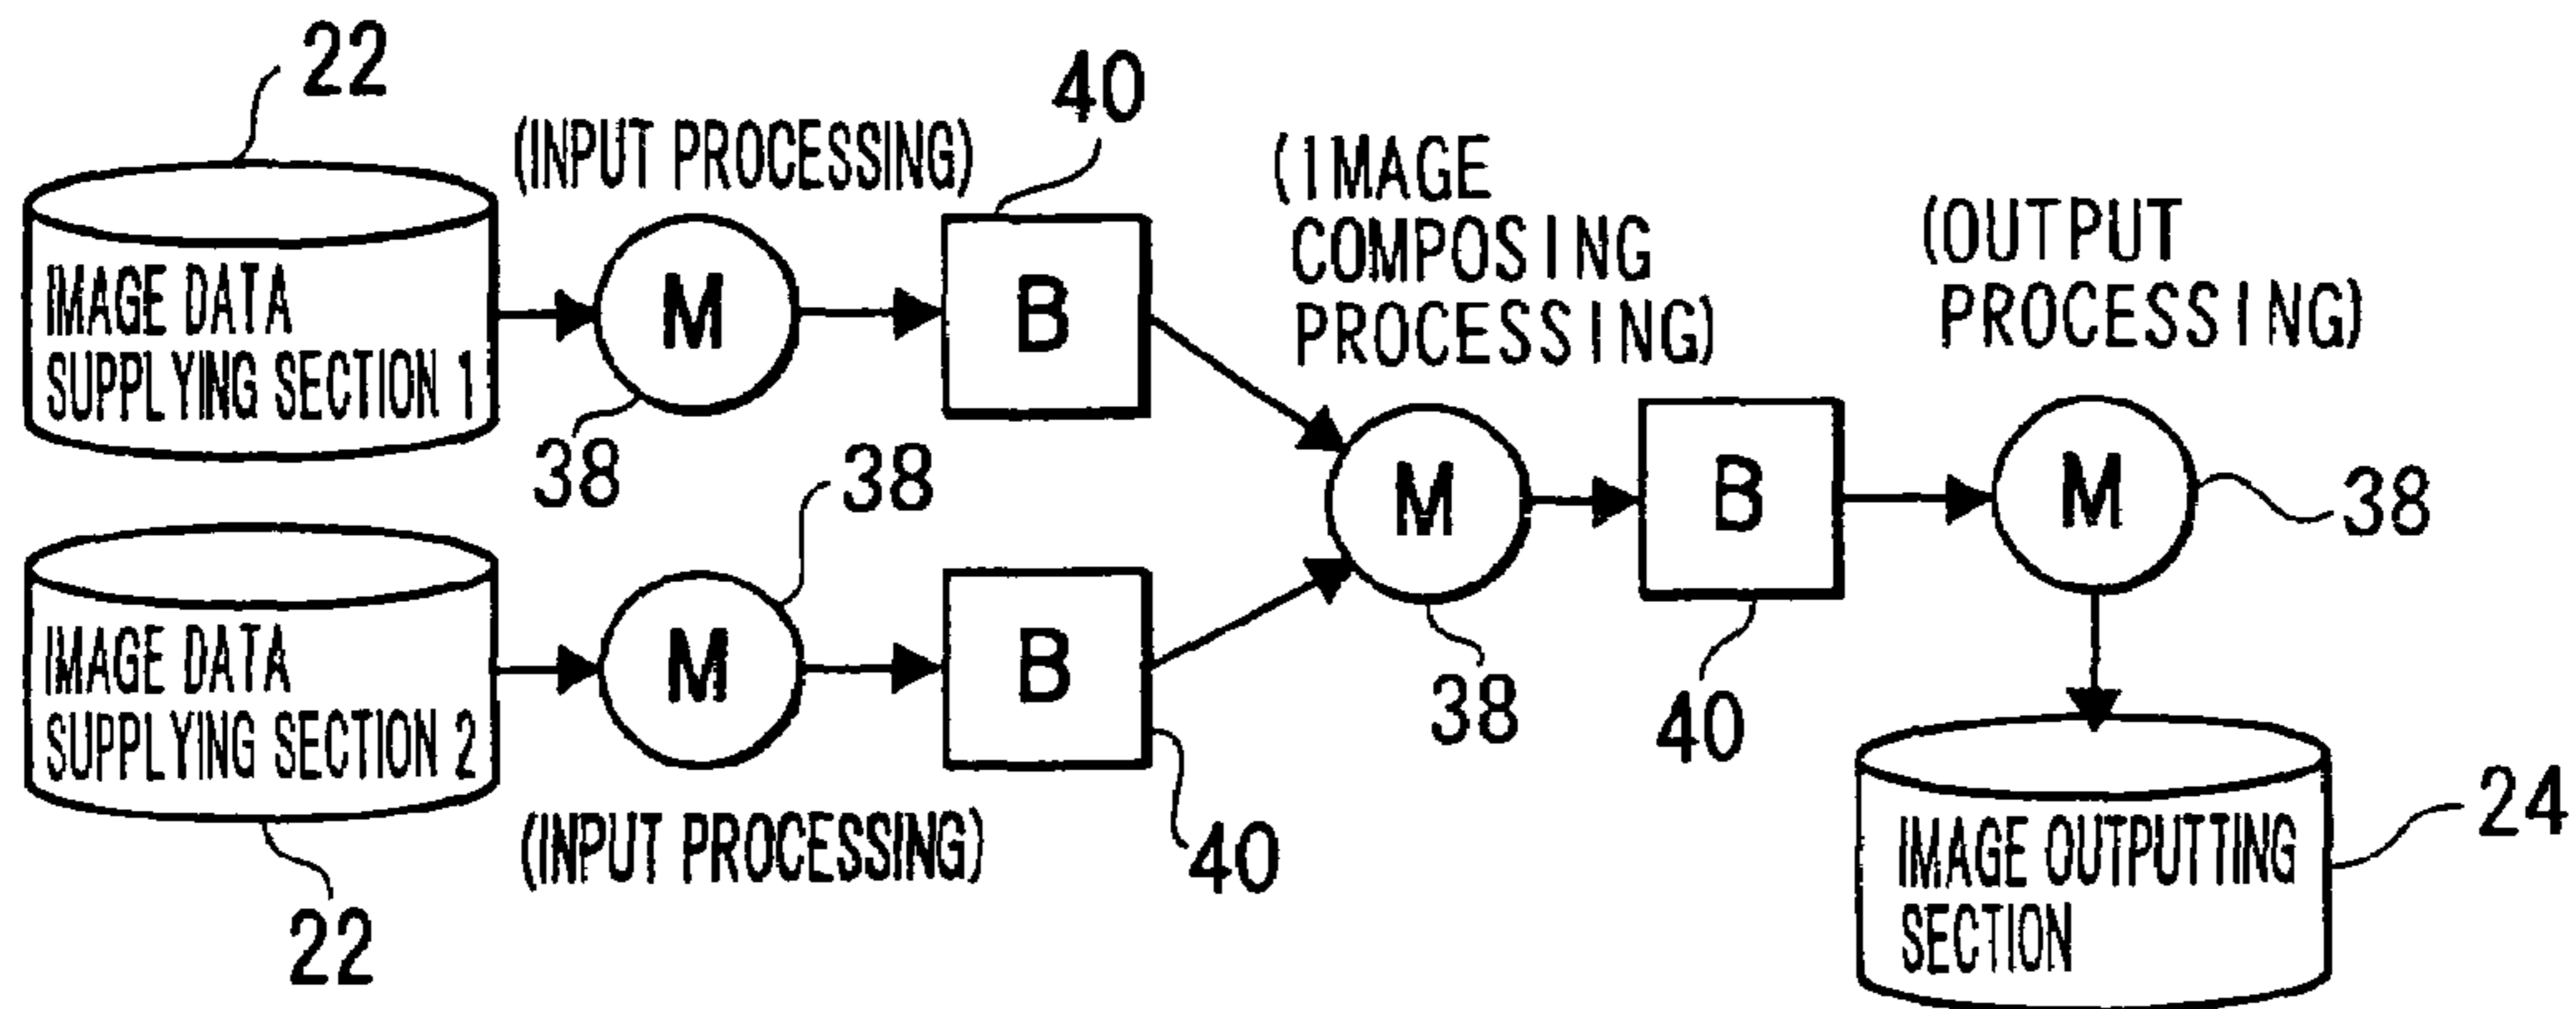 22
(INPUT PROCESSING)
40
IMAGE DATA
SUPPLYING SECTION 1
M
B
38
(IMAGE
COMPOSING
PROCESSING)
(OUTPUT
PROCESSING)
IMAGE DATA
SUPPLYING SECTION 2
38
M
B
(INPUT PROCESSING)
22
40
M
38
B
40
M
38
IMAGE OUTPUTTING
SECTION
24